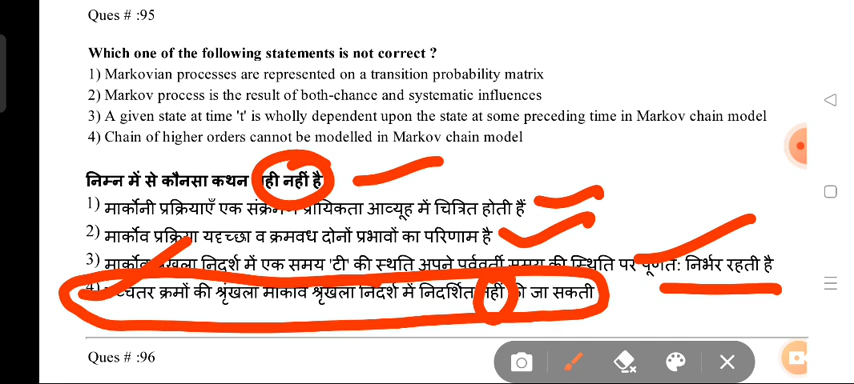 Ques # :95
Which one of the following statements is not correct ?
1) Markovian processes are represented on a transition probability matrix
2) Markov process is the result of both-chance and systematic influences
3) A given state at time 't' is wholly dependent upon the state at some preceding time in Markov chain model
4) Chain of higher orders cannot be modelled in Markov chain model
निम्न में से कौनसा कथन नहीं है
1) मार्कोनी प्रक्रियाएँ एक प्रायिकता आव्यूह में चित्रित होती हैं
2) मार्कोव प्रक्रिया यदृच्छा व क्रमवध दोनों प्रभावों का परिणाम है
3) निदर्श में एक समय 'टी' की स्थति अपने पूर्ववर्ती समय की स्थिति पर पूर्णत: निर्भर रहती है
4) क्रमों की श्रृंखला मार्कोव श्रृंखला निदर्श में निदर्शित नहीं की जा सकती
Ques # :96